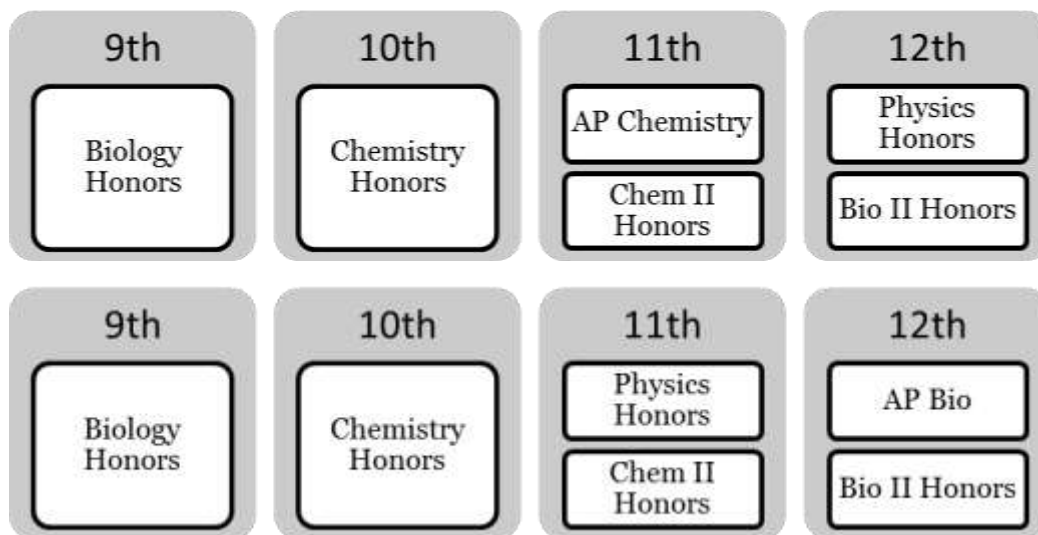 9th
Biology
Honors
10th
Chemistry
Honors
11th
AP Chemistry
Chem II
Honors
12th
Physics
Honors
Bio II Honors
9th
Biology
Honors
10th
Chemistry
Honors
11th
Physics
Honors
Chem II
Honors
12th
AP Bio
Bio II Honors